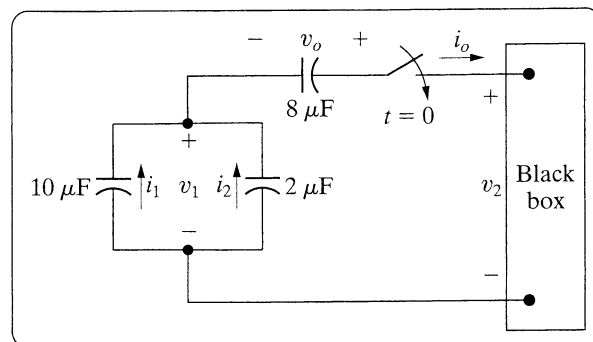 − v_o + i_o
8 μF t = 0
+
+
10 μF i_1 v_1 i_2 2 μF
v_2
Black
box
−
−